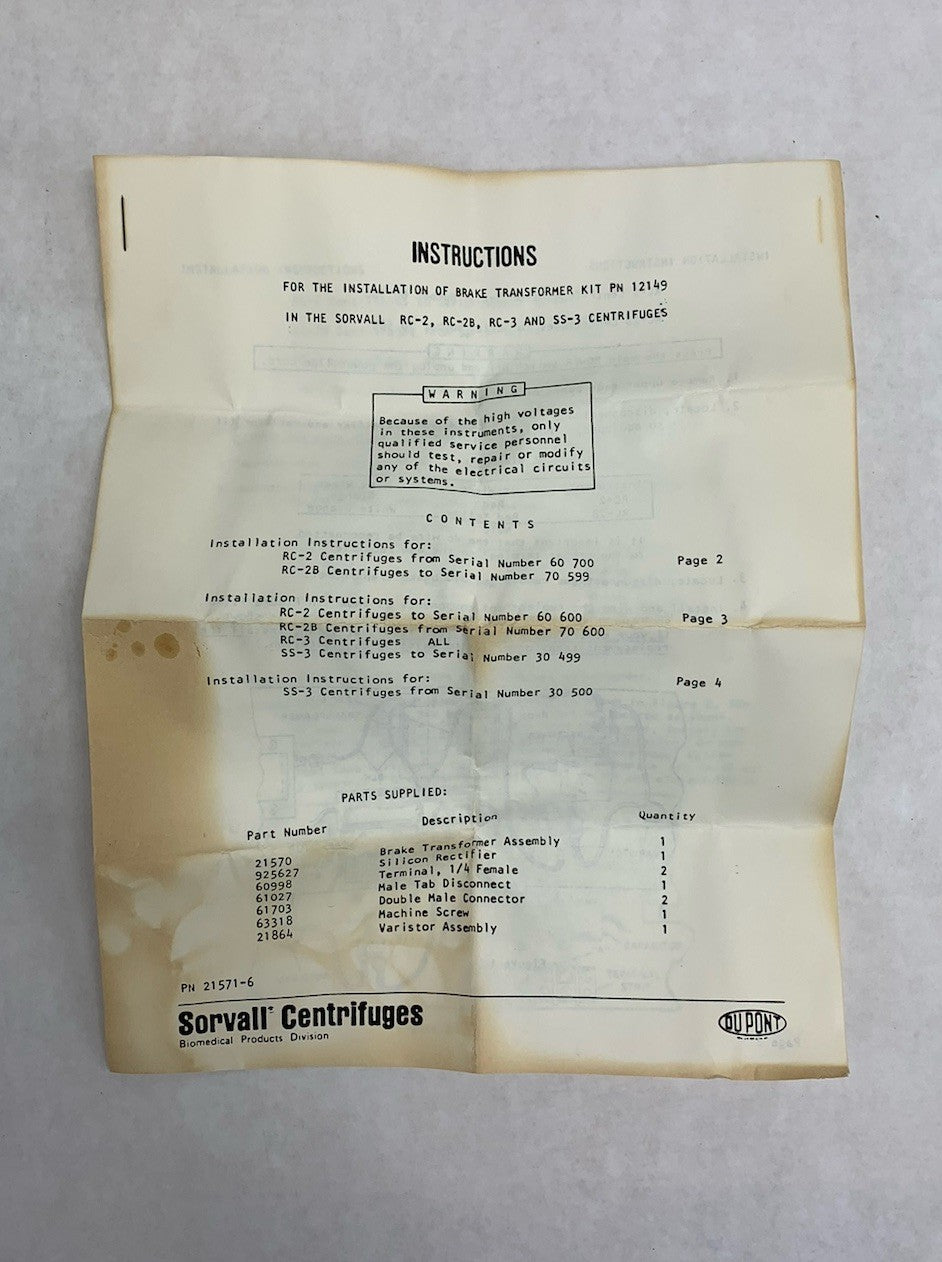 INSTRUCTIONS
FOR THE INSTALLATION OF BRAKE TRANSFORMER KIT PN 12149
IN THE SORVALL RC-2, RC-2B, RC-3 AND SS-3 CENTRIFUGES
WARNING
Because of the high voltages
in these instruments, only
qualified service personnel
should test, repair or modify
any of the electrical circuits
or systems.
CONTENTS
Installation Instructions for:
RC-2 Centrifuges from Serial Number 60 700 Page 2
RC-2B Centrifuges to Serial Number 70 599
Installation Instructions for:
RC-2 Centrifuges to Serial Number 60 600 Page 3
RC-2B Centrifuges from Serial Number 70 600
RC-3 Centrifuges ALL
SS-3 Centrifuges to Serial Number 30 499
Installation Instructions for: Page 4
SS-3 Centrifuges from Serial Number 30 500
PARTS SUPPLIED:
Part Number Description Quantity
21570 Brake Transformer Assembly 1
925627 Silicon Rectifier 1
60998 Terminal, 1/4 Female 2
61027 Male Tab Disconnect 1
61703 Double Male Connector 2
63318 Machine Screw 1
21864 Varistor Assembly 1
PN 21571-6
Sorvall® Centrifuges
Biomedical Products Division
DU PONT